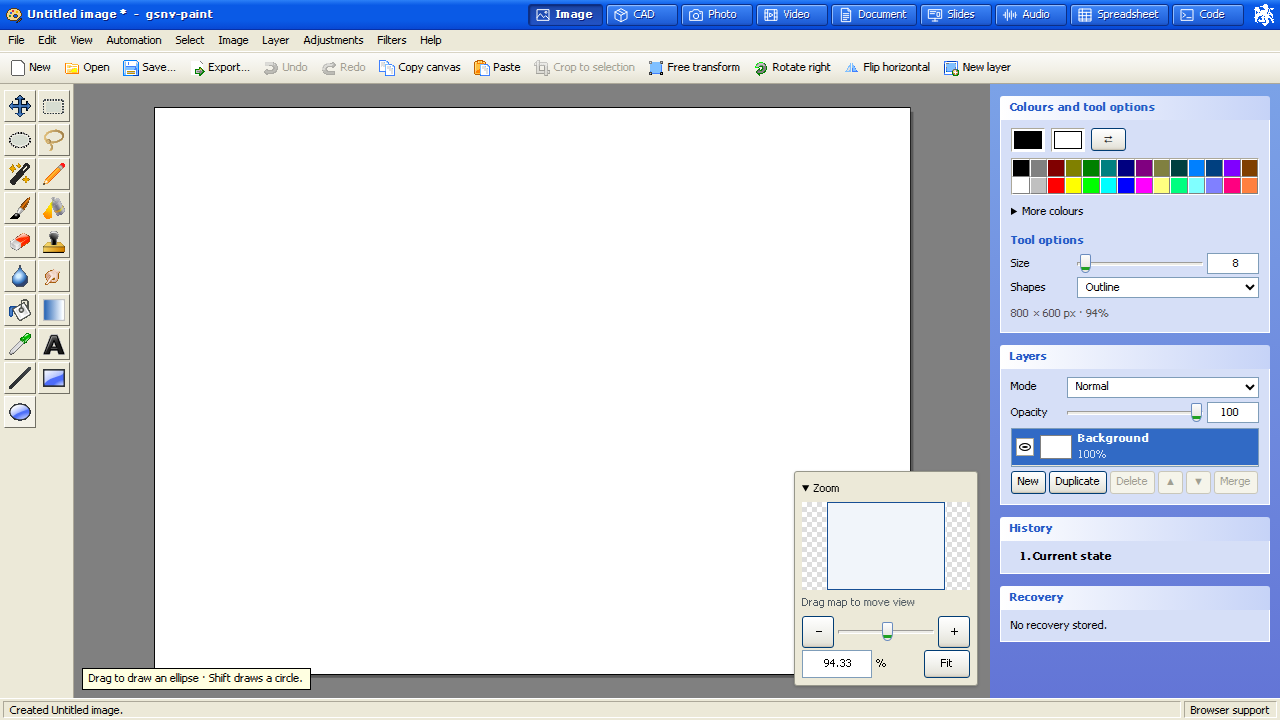 Untitled image * - gsnv-paint
Image CAD Photo Video Document Slides Audio Spreadsheet Code
File Edit View Automation Select Image Layer Adjustments Filters Help
New Open Save... Export... Undo Redo Copy canvas Paste Crop to selection Free transform Rotate right Flip horizontal New layer
Colours and tool options
More colours
Tool options
Size 8
Shapes Outline
800 × 600 px · 94%
Layers
Mode Normal
Opacity 100
Background
100%
New Duplicate Delete ▲ ▼ Merge
History
1. Current state
Recovery
No recovery stored.
Zoom
Drag map to move view
− +
94.33 % Fit
Drag to draw an ellipse · Shift draws a circle.
Created Untitled image.
Browser support